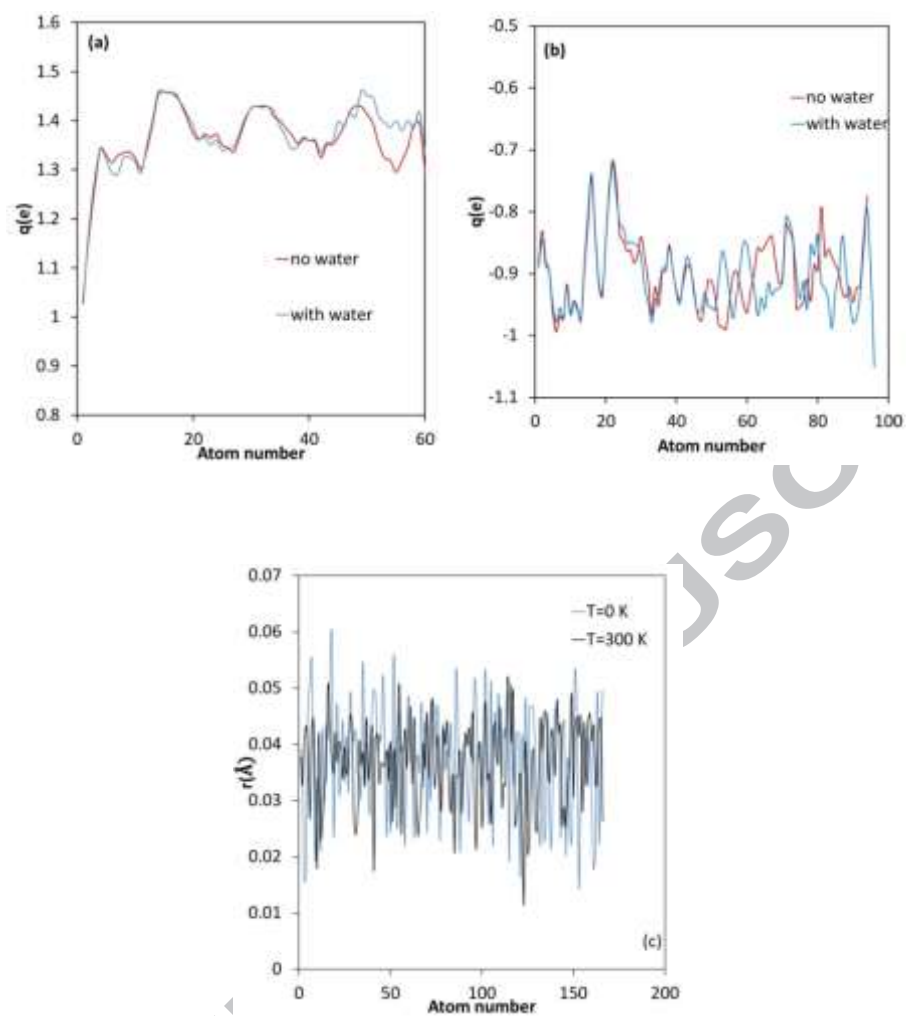 (a)
q(e)
1.6
1.5
1.4
1.3
1.2
1.1
1
0.9
0.8
no water
with water
0 20 40 60
Atom number
(b)
q(e)
-0.5
-0.6
-0.7
-0.8
-0.9
-1
-1.1
no water
with water
0 20 40 60 80 100
Atom number
r(Å)
0.07
0.06
0.05
0.04
0.03
0.02
0.01
0
T=0 K
T=300 K
(c)
0 50 100 150 200
Atom number